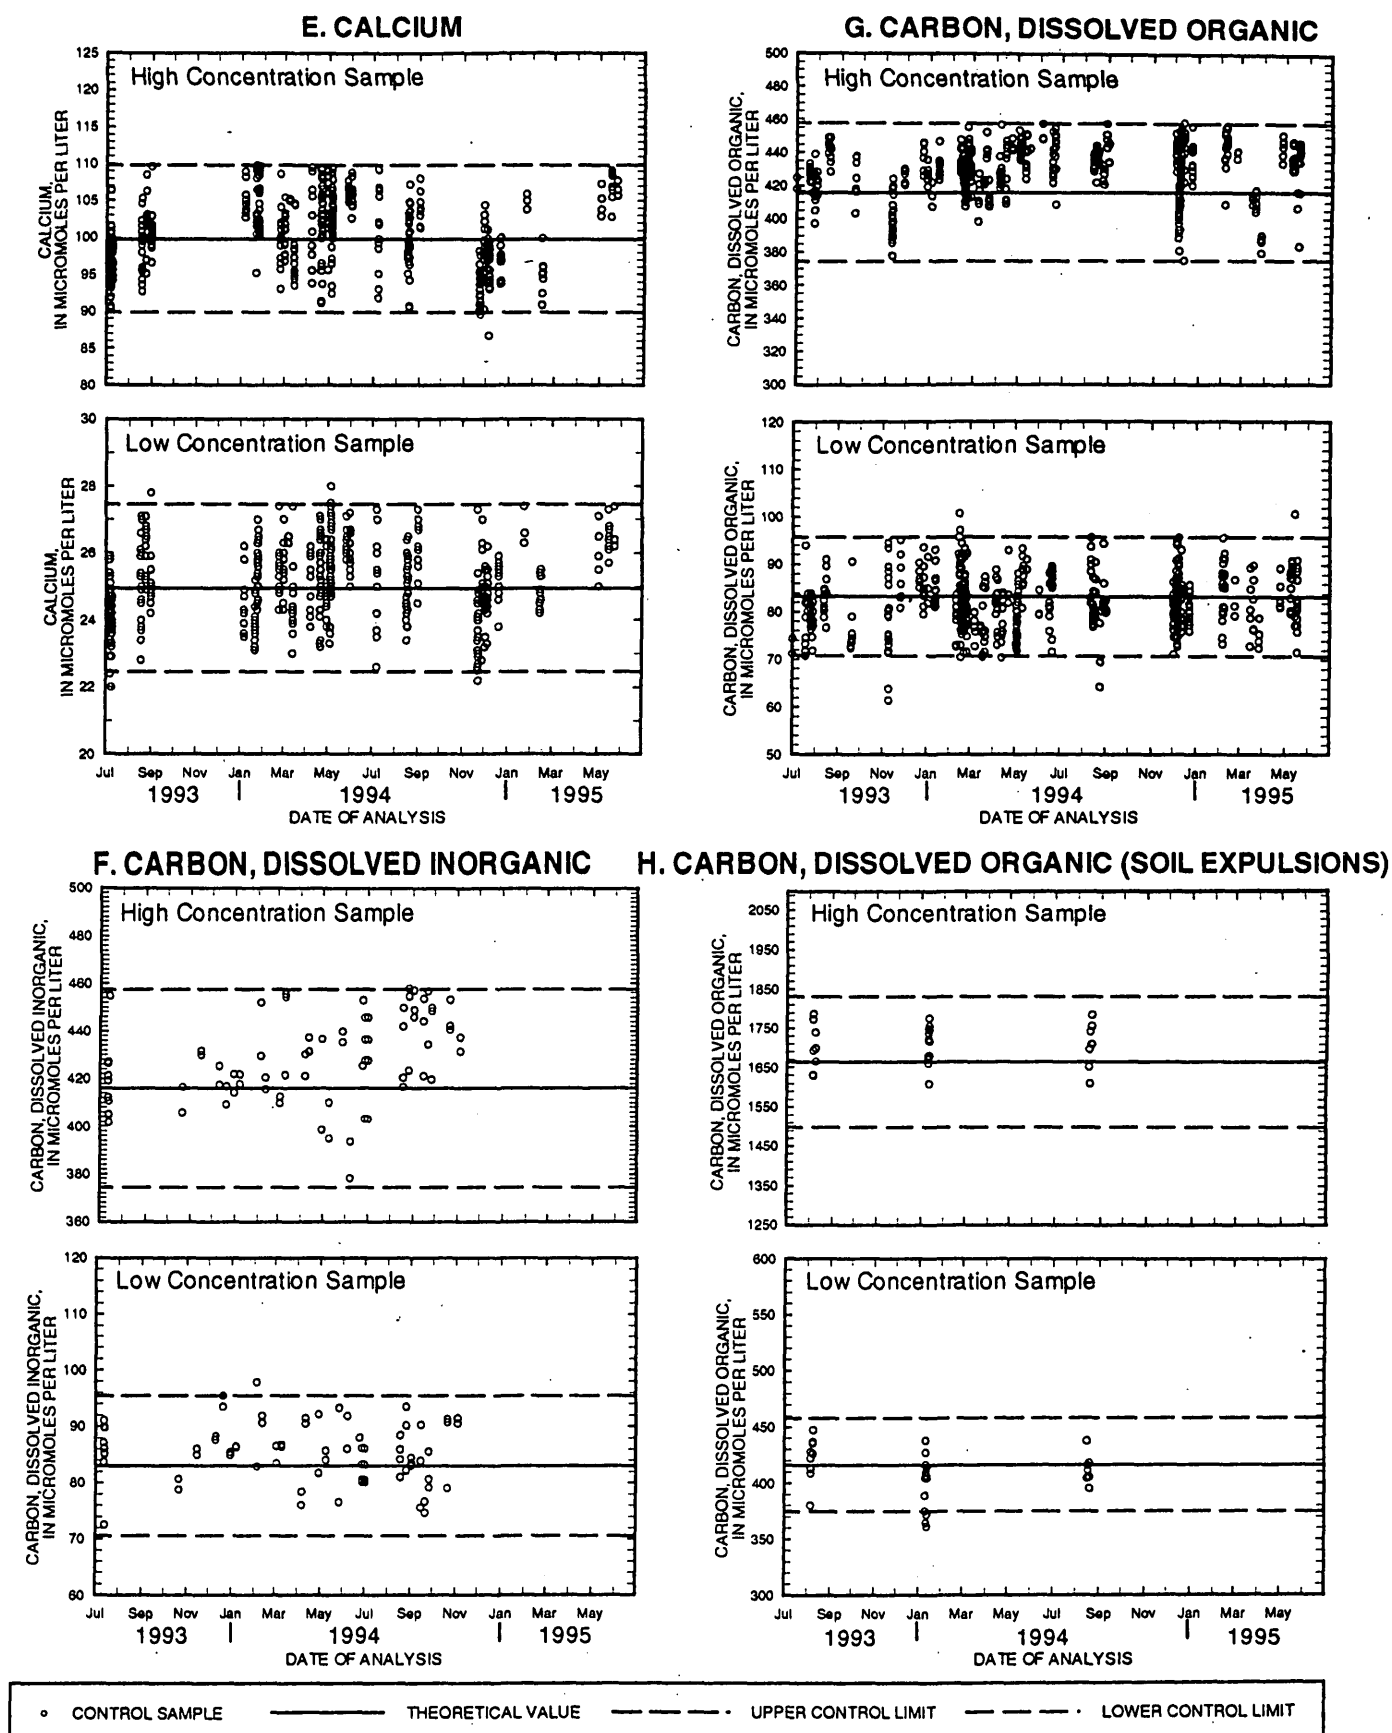 E. CALCIUM
High Concentration Sample
CALCIUM,
IN MICROMOLES PER LITER
125
120
115
110
105
100
95
90
85
80
Low Concentration Sample
CALCIUM,
IN MICROMOLES PER LITER
30
28
26
24
22
20
Jul Sep Nov Jan Mar May Jul Sep Nov Jan Mar May
1993 1994 1995
DATE OF ANALYSIS
G. CARBON, DISSOLVED ORGANIC
High Concentration Sample
CARBON, DISSOLVED ORGANIC,
IN MICROMOLES PER LITER
500
480
460
440
420
400
380
360
340
320
300
Low Concentration Sample
CARBON, DISSOLVED ORGANIC,
IN MICROMOLES PER LITER
120
110
100
90
80
70
60
50
Jul Sep Nov Jan Mar May Jul Sep Nov Jan Mar May
1993 1994 1995
DATE OF ANALYSIS
F. CARBON, DISSOLVED INORGANIC
High Concentration Sample
CARBON, DISSOLVED INORGANIC,
IN MICROMOLES PER LITER
500
480
460
440
420
400
380
360
Low Concentration Sample
CARBON, DISSOLVED INORGANIC,
IN MICROMOLES PER LITER
120
110
100
90
80
70
60
Jul Sep Nov Jan Mar May Jul Sep Nov Jan Mar May
1993 1994 1995
DATE OF ANALYSIS
H. CARBON, DISSOLVED ORGANIC (SOIL EXPULSIONS)
High Concentration Sample
CARBON, DISSOLVED ORGANIC,
IN MICROMOLES PER LITER
2050
1950
1850
1750
1650
1550
1450
1350
1250
Low Concentration Sample
CARBON, DISSOLVED ORGANIC,
IN MICROMOLES PER LITER
600
550
500
450
400
350
300
Jul Sep Nov Jan Mar May Jul Sep Nov Jan Mar May
1993 1994 1995
DATE OF ANALYSIS
CONTROL SAMPLE THEORETICAL VALUE UPPER CONTROL LIMIT LOWER CONTROL LIMIT